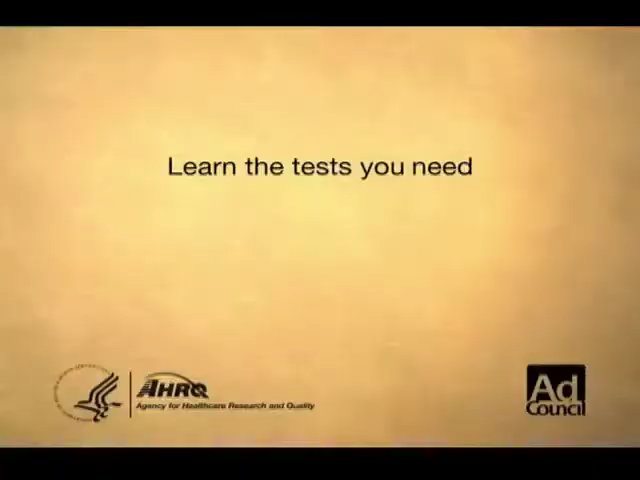 Learn the tests you need
AHRQ
Agency for Healthcare Research and Quality
Ad
Council